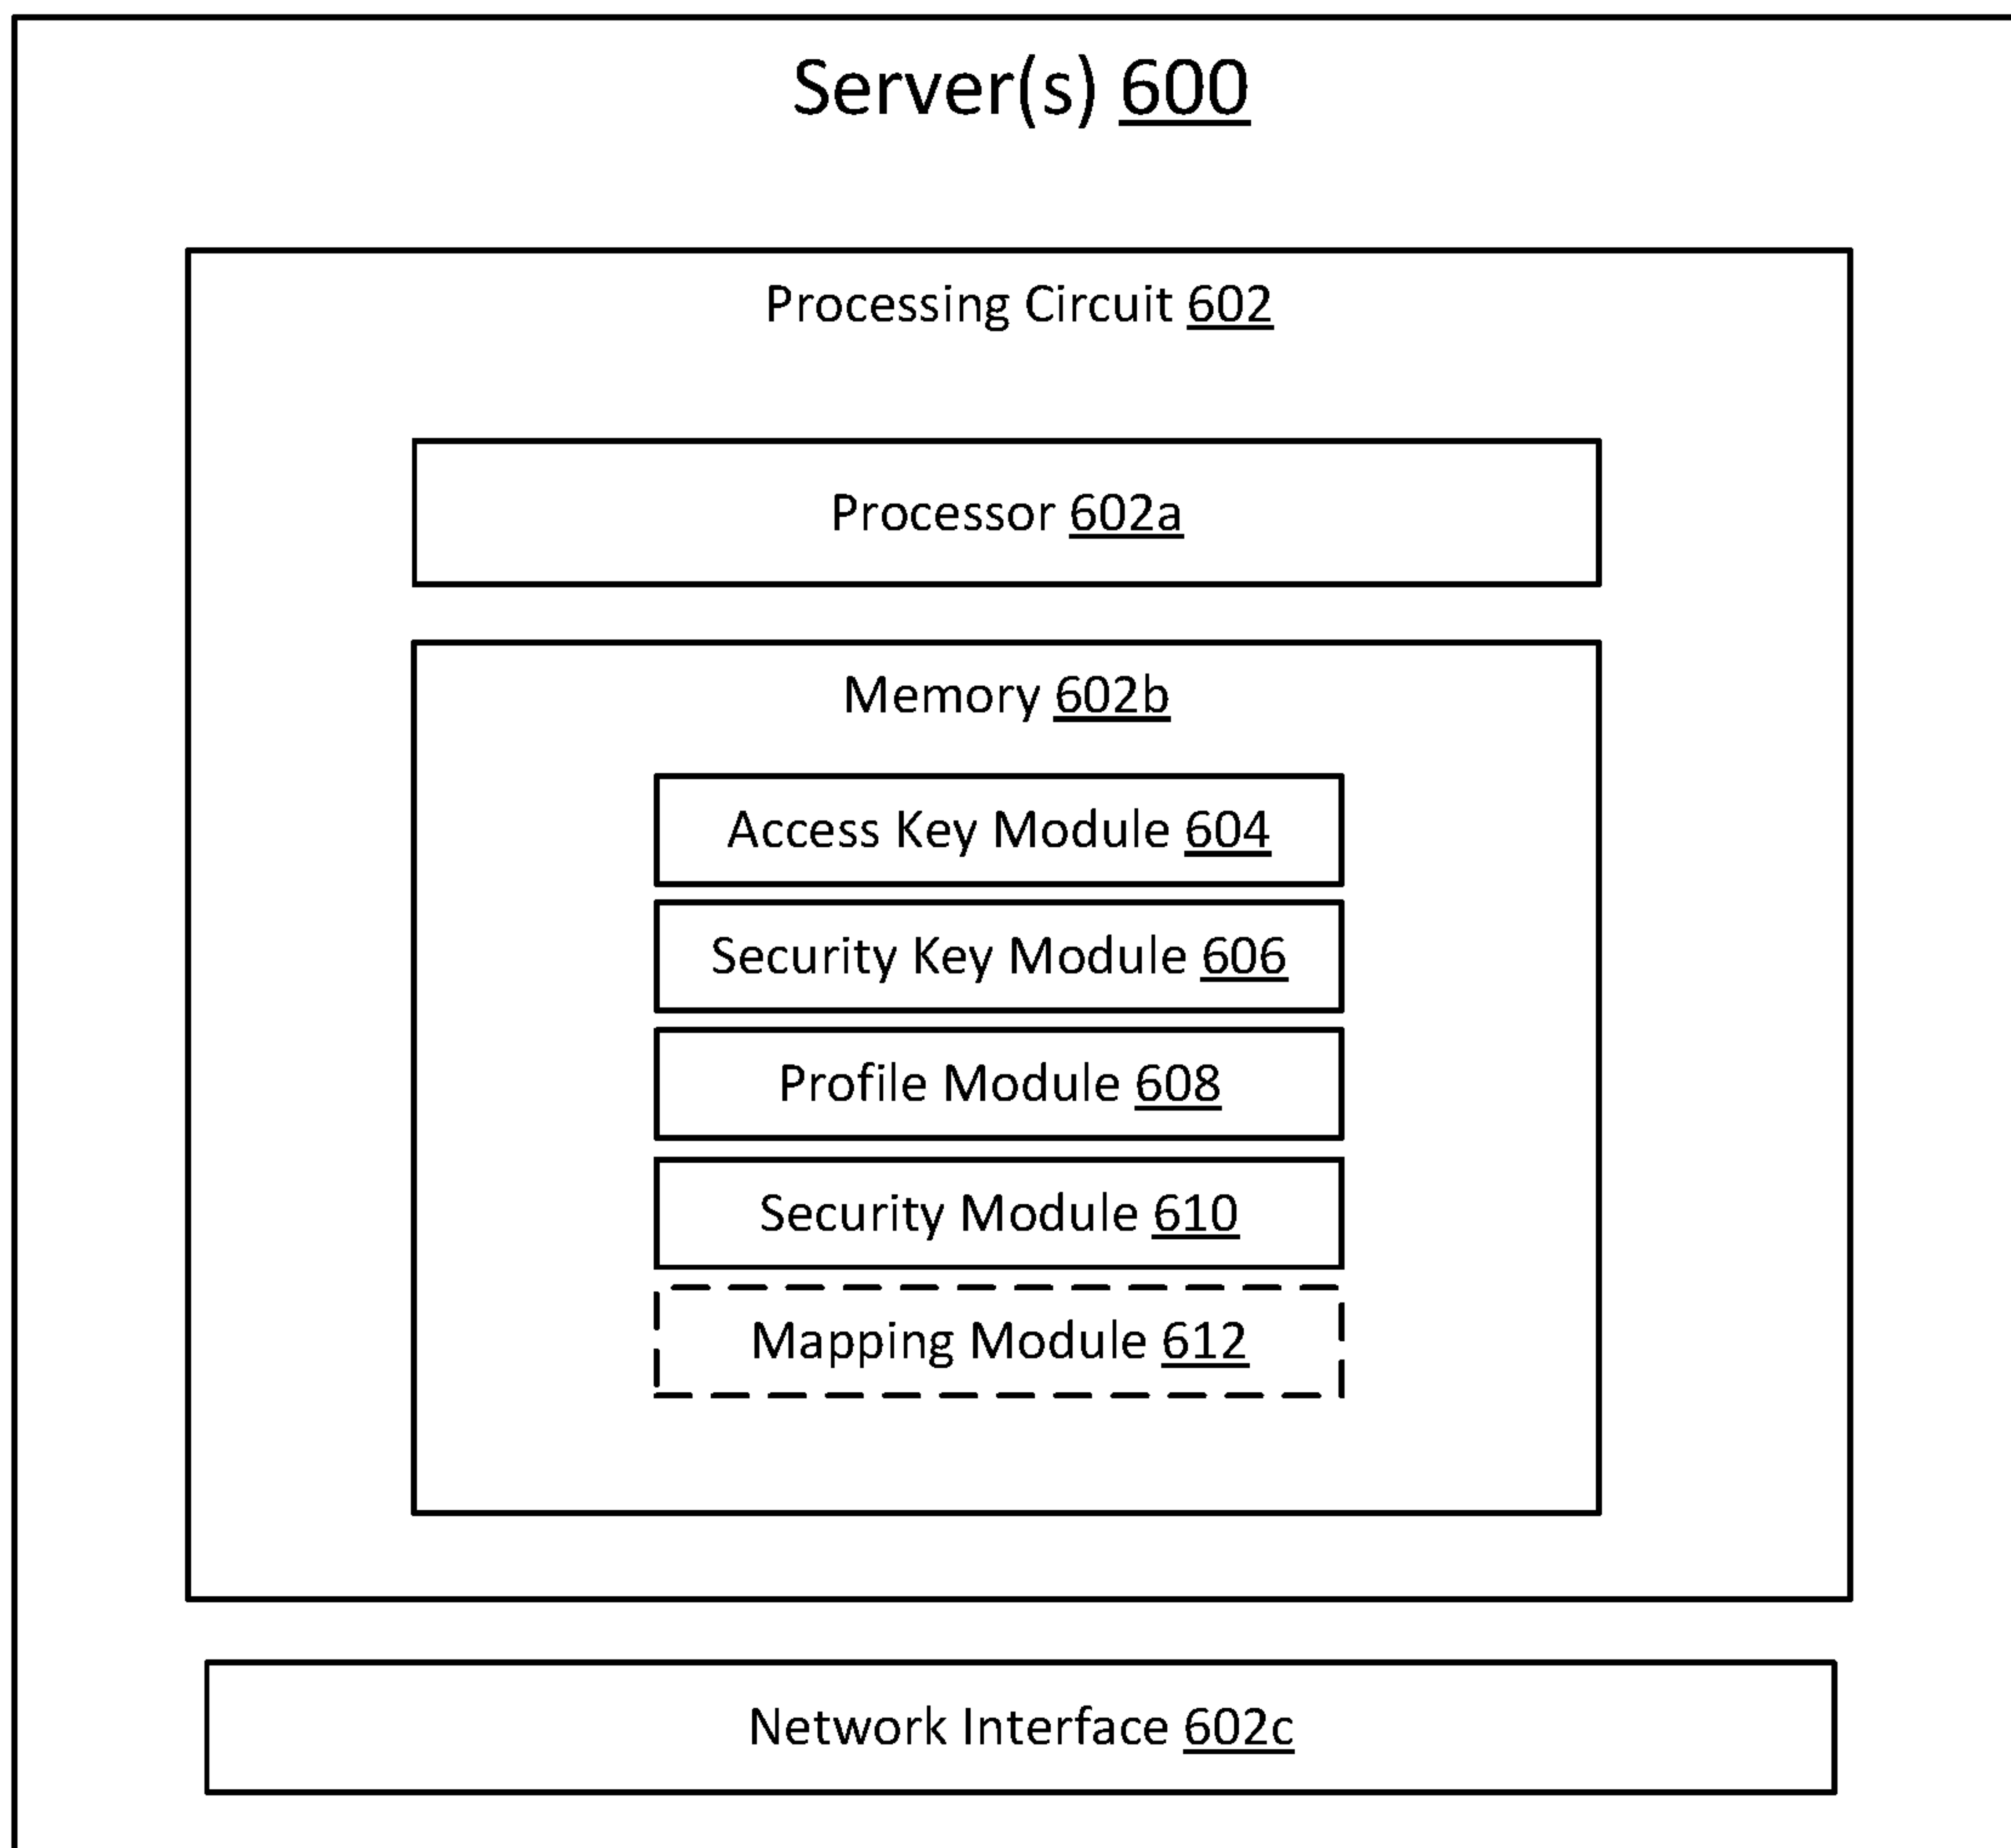 Server(s) 600
Processing Circuit 602
Processor 602a
Memory 602b
Access Key Module 604
Security Key Module 606
Profile Module 608
Security Module 610
Mapping Module 612
Network Interface 602c